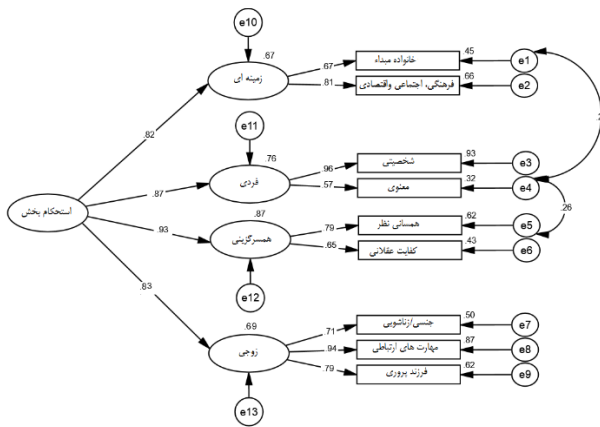 e10
.67
زمینه ای
.67
.45
خانواده مبداء
e1
.81
.66
فرهنگی، اجتماعی واقتصادی
e2
.82
e11
.76
فردی
.96
.93
شخصیتی
e3
.57
.32
معنوی
e4
.87
استحکام بخش
.93
.87
همسرگزینی
.79
.62
همسانی نظر
e5
.26
.65
.43
کفایت عقلانی
e6
e12
.83
.69
زوجی
.71
.50
جنسی/زناشویی
e7
.94
.87
مهارت های ارتباطی
e8
.79
.62
فرزند پروری
e9
e13